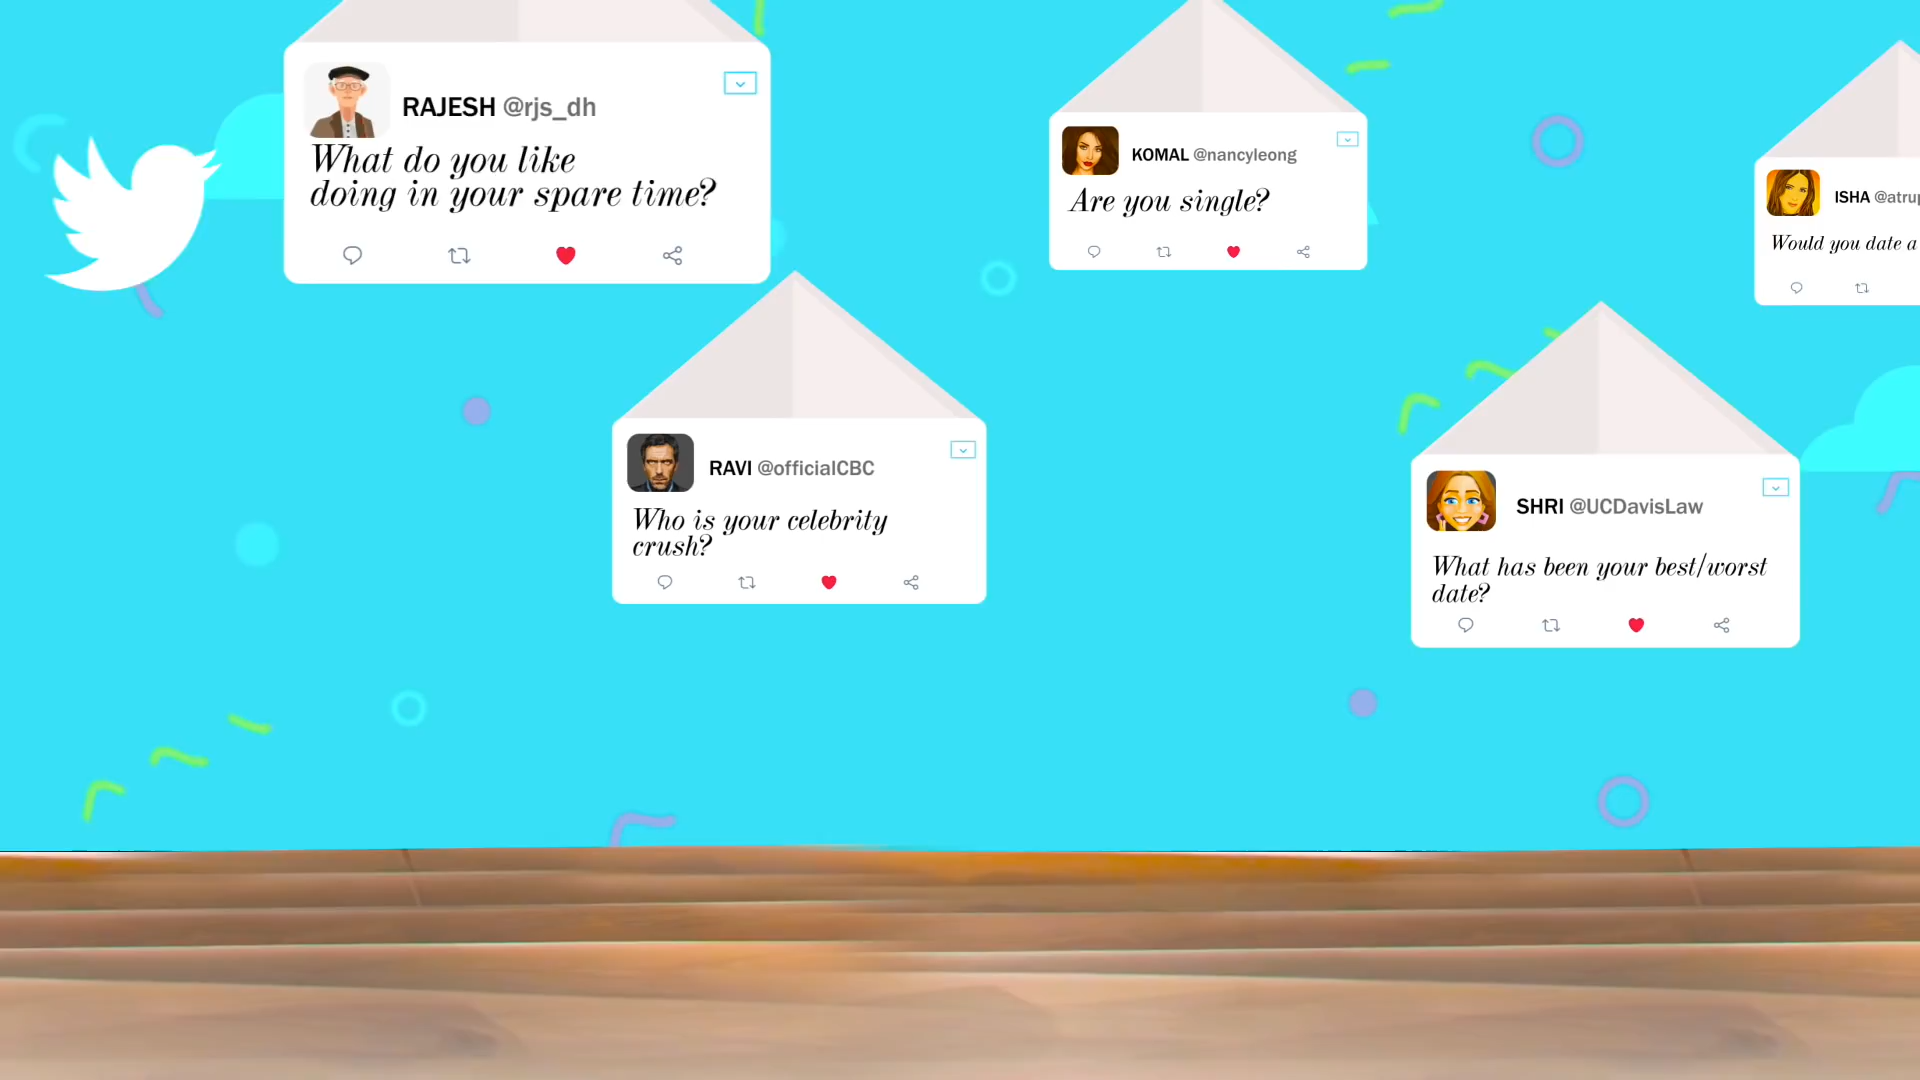 RAJESH @rjs_dh
What do you like
doing in your spare time?
KOMAL @nancyleong
Are you single?
ISHA
Would you date a
RAVI @officialCBC
Who is your celebrity
crush?
SHRI @UCDavisLaw
What has been your best/worst
date?